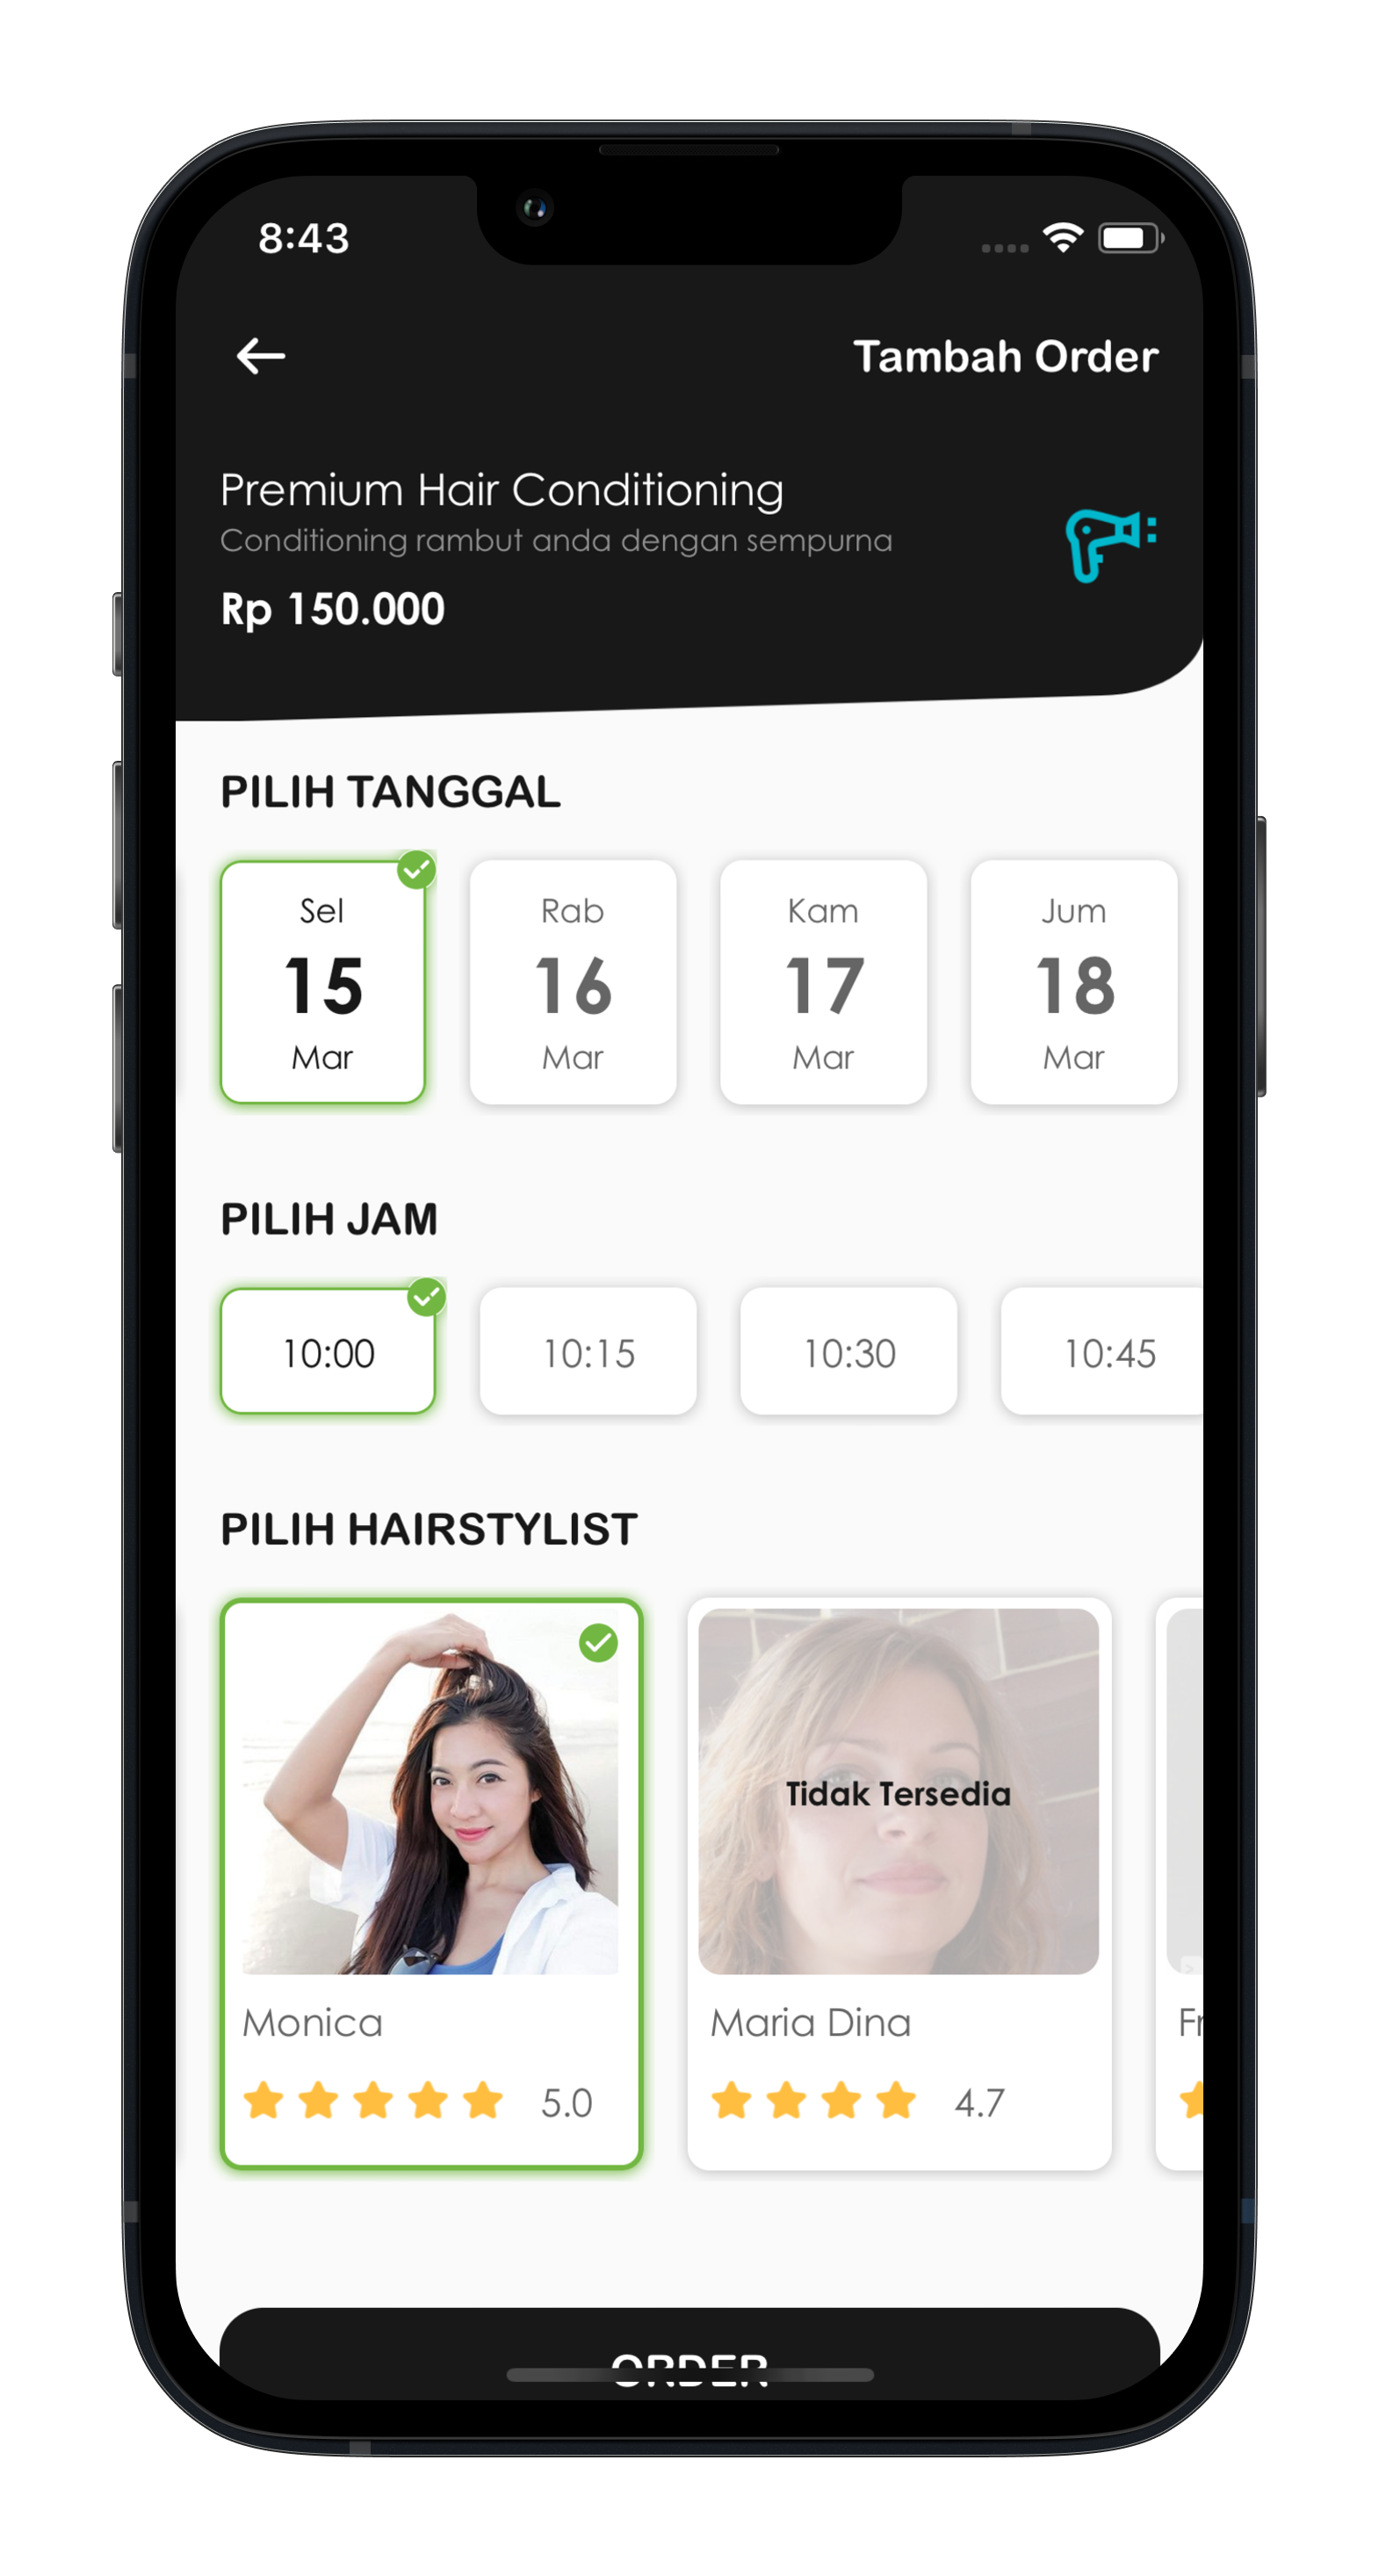 8:43
Tambah Order
Premium Hair Conditioning
Conditioning rambut anda dengan sempurna
Rp 150.000
PILIH TANGGAL
Sel Rab Kam Jum
15 16 17 18
Mar Mar Mar Mar
PILIH JAM
10:00 10:15 10:30 10:45
PILIH HAIRSTYLIST
Tidak Tersedia
Monica Maria Dina Fr
5.0 4.7
ORDER